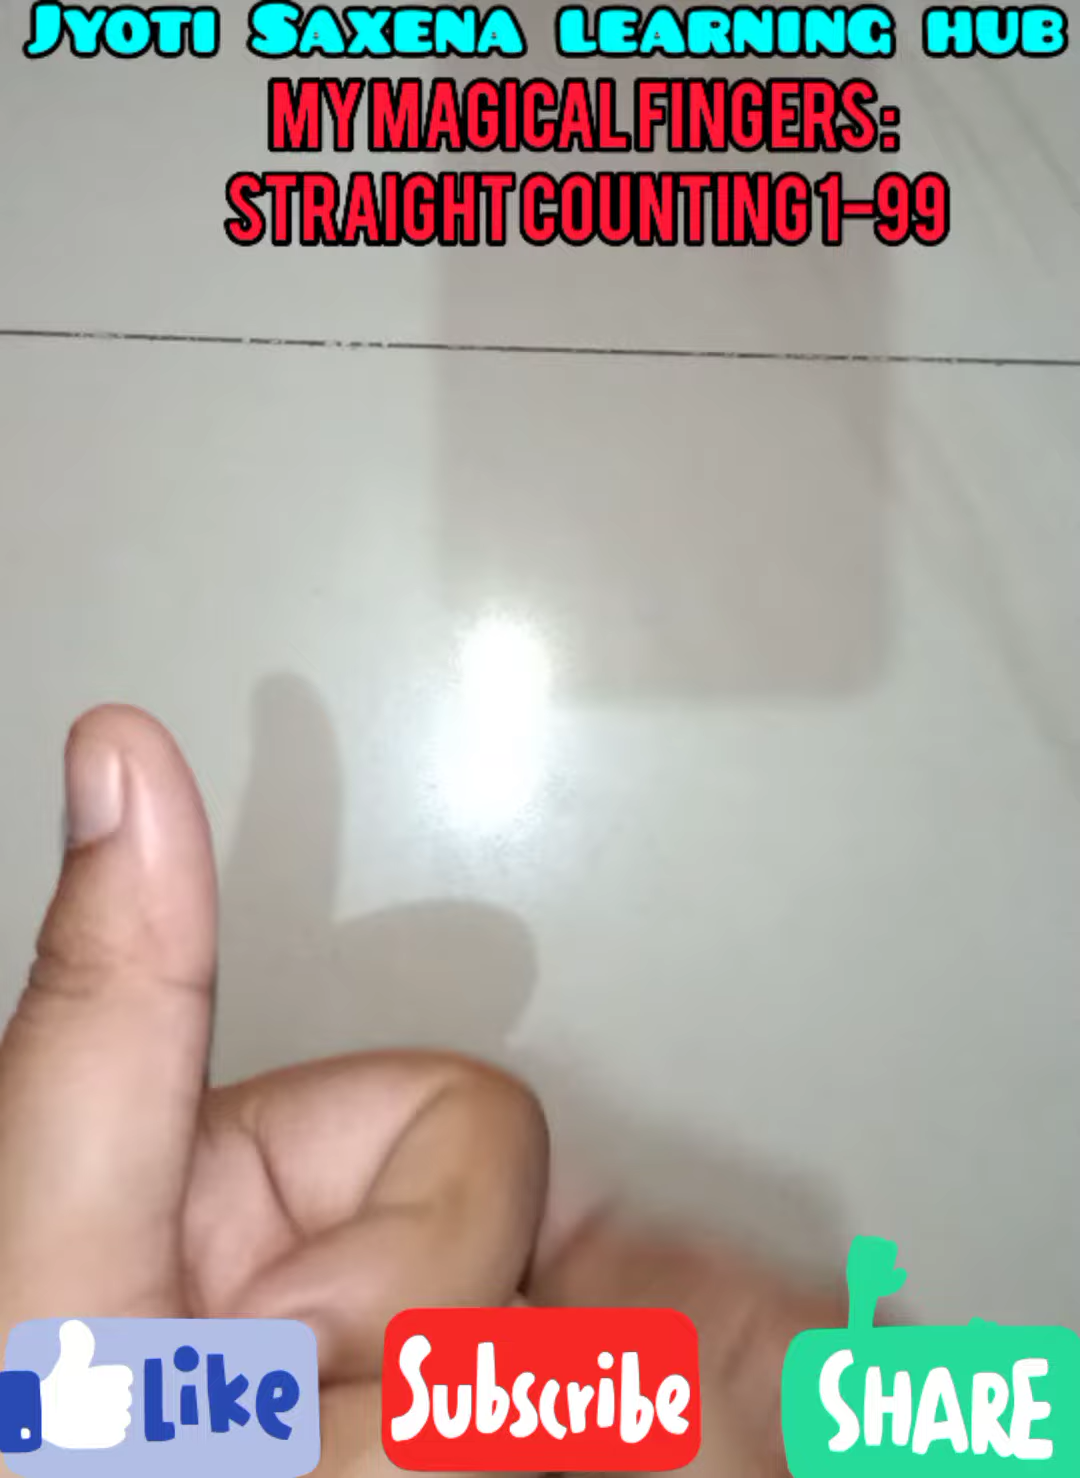 Jyoti Saxena learning hub
MY MAGICAL FINGERS:
STRAIGHT COUNTING 1-99
Like Subscribe SHARE